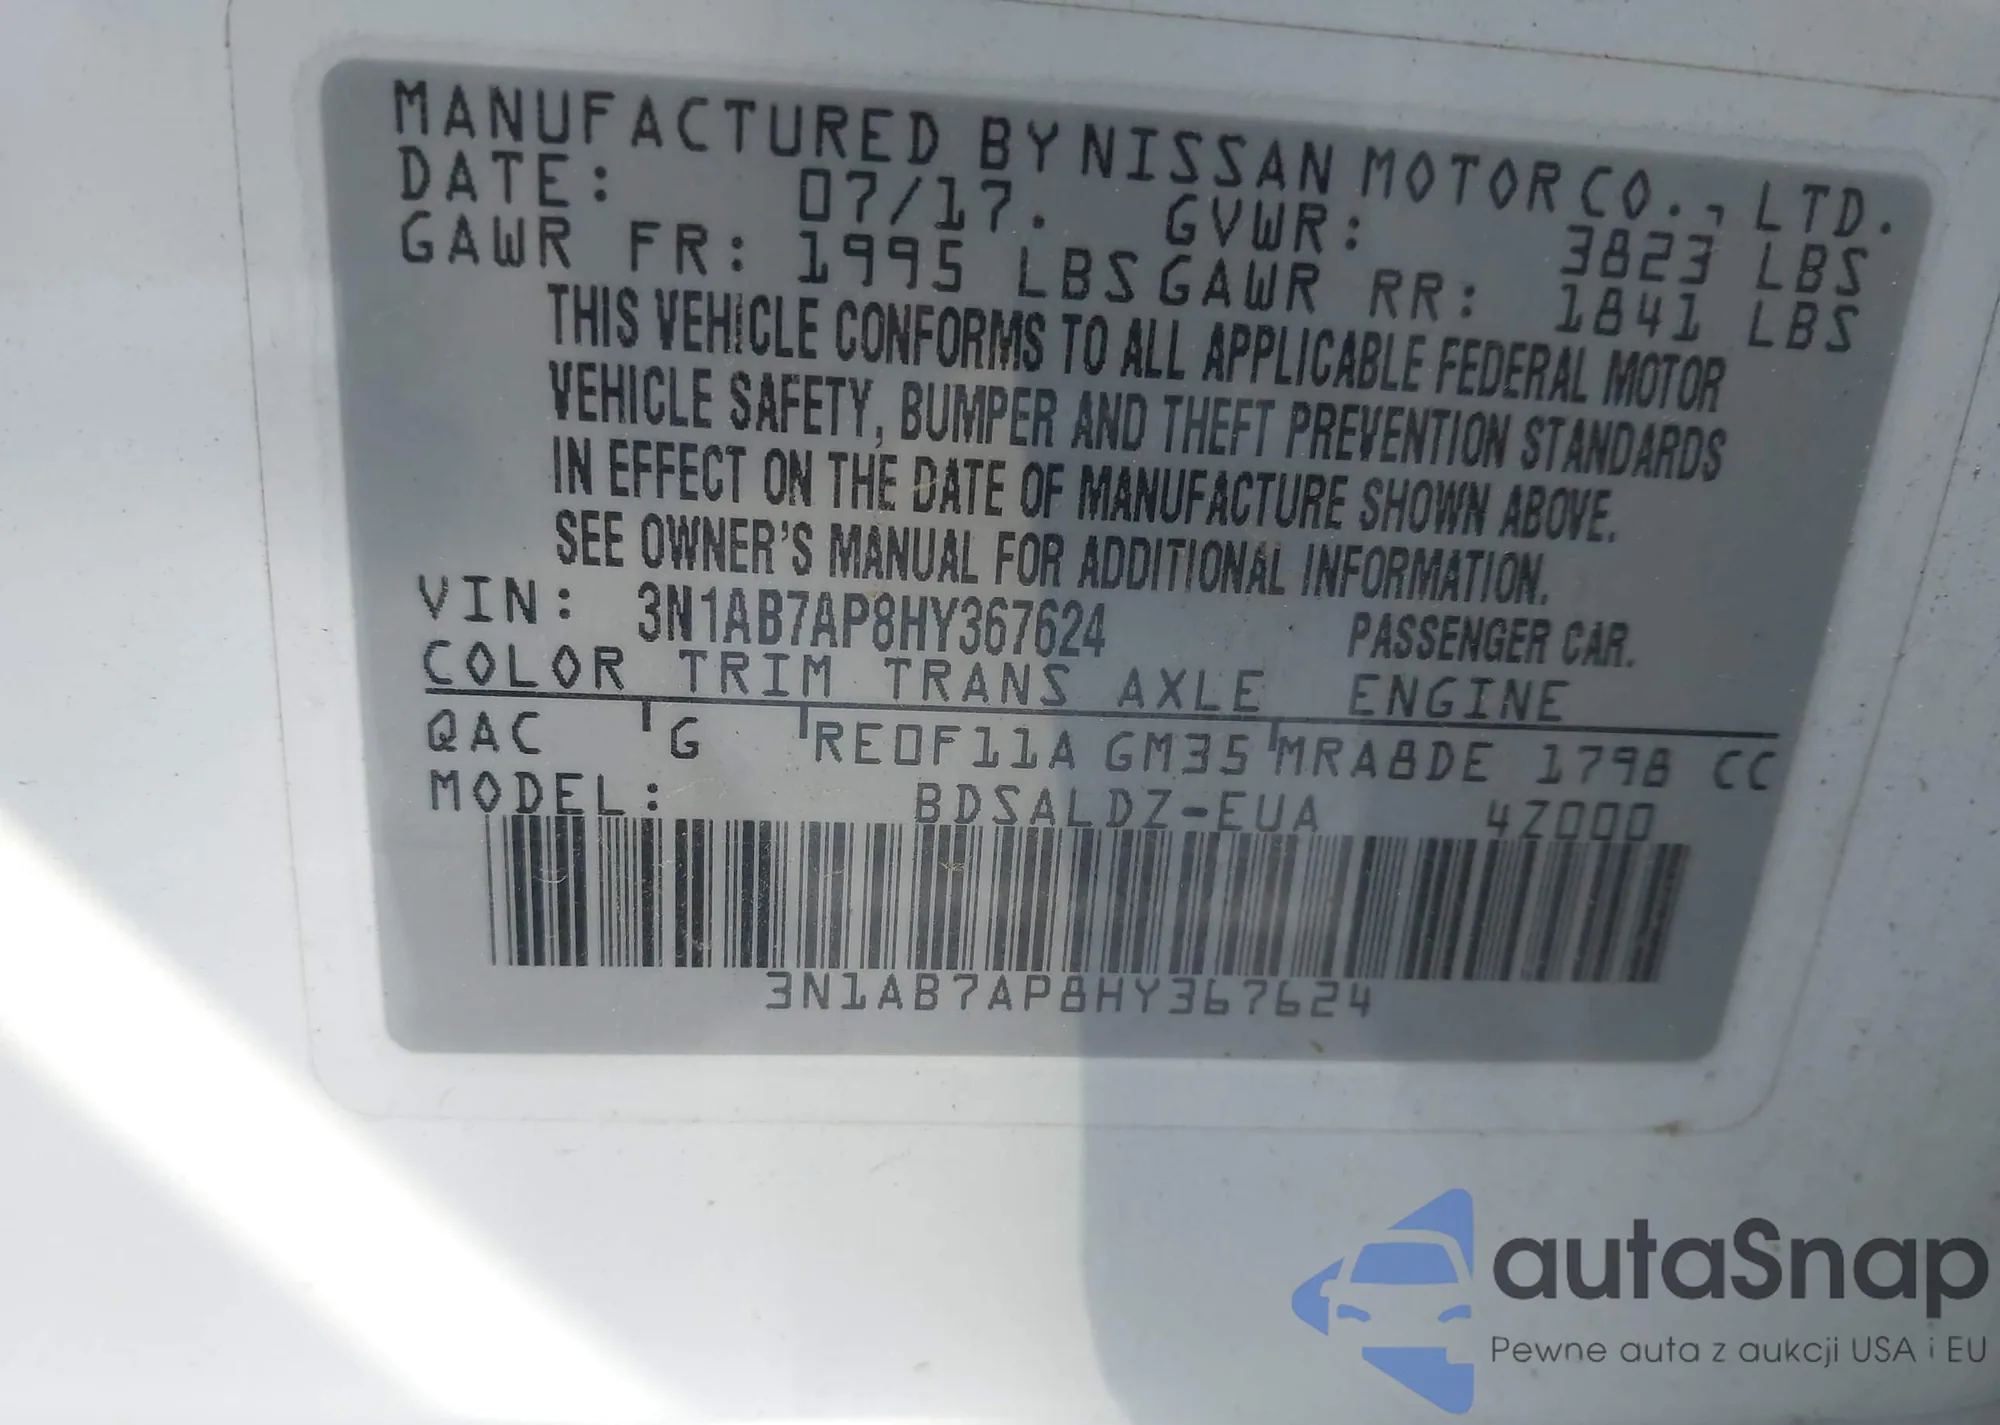 MANUFACTURED BY NISSAN MOTOR CO., LTD.
DATE: 07/17. GVWR: 3823 LBS
GAWR FR: 1995 LBS GAWR RR: 1841 LBS
THIS VEHICLE CONFORMS TO ALL APPLICABLE FEDERAL MOTOR
VEHICLE SAFETY, BUMPER AND THEFT PREVENTION STANDARDS
IN EFFECT ON THE DATE OF MANUFACTURE SHOWN ABOVE.
SEE OWNER'S MANUAL FOR ADDITIONAL INFORMATION.
VIN: 3N1AB7AP8HY367624 PASSENGER CAR.
COLOR TRIM TRANS AXLE ENGINE
QAC G RE0F11A GM35 MRA8DE 1798 CC
MODEL: BDSALDZ-EUA 4Z000
3N1AB7AP8HY367624
autaSnap
Pewne auta z aukcji USA i EU